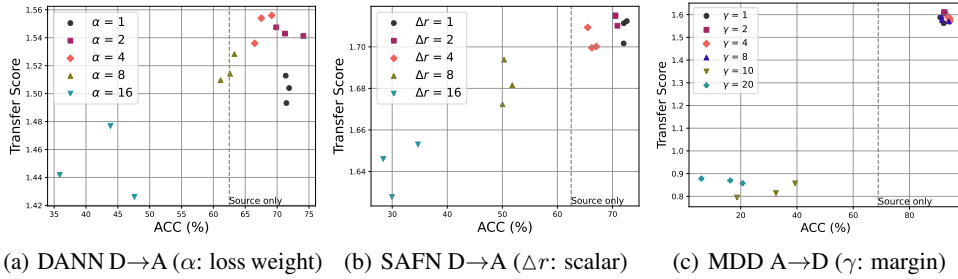 Transfer Score
1.56
1.54
1.52
1.50
1.48
1.46
1.44
1.42
α = 1
α = 2
α = 4
α = 8
α = 16
Source only
35 40 45 50 55 60 65 70 75
ACC (%)
(a) DANN D→A (α: loss weight)
Transfer Score
1.70
1.68
1.66
1.64
Δr = 1
Δr = 2
Δr = 4
Δr = 8
Δr = 16
Source only
30 40 50 60 70
ACC (%)
(b) SAFN D→A (△r: scalar)
Transfer Score
1.6
1.5
1.4
1.3
1.2
1.1
1.0
0.9
0.8
γ = 1
γ = 2
γ = 4
γ = 8
γ = 10
γ = 20
Source only
20 40 60 80
ACC (%)
(c) MDD A→D (γ: margin)